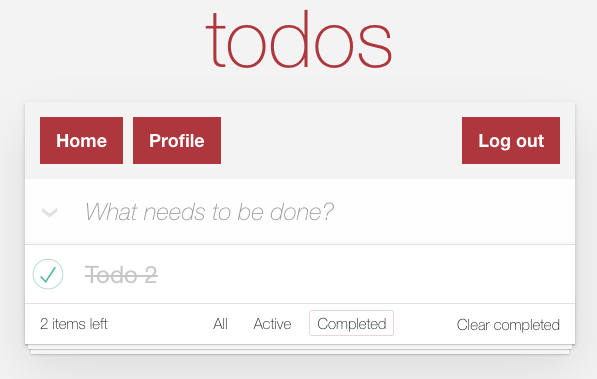 todos
Home Profile Log out
What needs to be done?
Todo 2
2 items left All Active Completed Clear completed